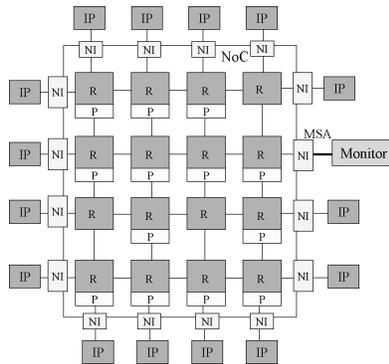 IP IP IP IP
NI NI NI NI
NoC
IP NI R R R R NI IP
P P P
MSA
IP NI R R R R NI Monitor
P P P P
IP NI R R R R NI IP
P P
IP NI R R R R NI IP
P P P P
NI NI NI NI
IP IP IP IP